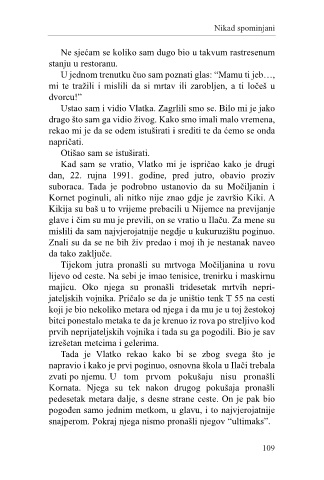 Nikad spominjani
Ne sjećam se koliko sam dugo bio u takvum rastresenum
stanju u restoranu.
U jednom trenutku čuo sam poznati glas: “Mamu ti jeb…,
mi te tražili i mislili da si mrtav ili zarobljen, a ti ločeš u
dvorcu!”
Ustao sam i vidio Vlatka. Zagrlili smo se. Bilo mi je jako
drago što sam ga vidio živog. Kako smo imali malo vremena,
rekao mi je da se odem istuširati i srediti te da ćemo se onda
napričati.
Otišao sam se istuširati.
Kad sam se vratio, Vlatko mi je ispričao kako je drugi
dan, 22. rujna 1991. godine, pred jutro, obavio proziv
suboraca. Tada je podrobno ustanovio da su Močiljanin i
Kornet poginuli, ali nitko nije znao gdje je završio Kiki. A
Kikija su baš u to vrijeme prebacili u Nijemce na previjanje
glave i čim su mu je previli, on se vratio u Ilaču. Za mene su
mislili da sam najvjerojatnije negdje u kukuruzištu poginuo.
Znali su da se ne bih živ predao i moj ih je nestanak naveo
da tako zaključe.
Tijekom jutra pronašli su mrtvoga Močiljanina u rovu
lijevo od ceste. Na sebi je imao tenisice, trenirku i maskirnu
majicu. Oko njega su pronašli tridesetak mrtvih nepri-
jateljskih vojnika. Pričalo se da je uništio tenk T 55 na cesti
koji je bio nekoliko metara od njega i da mu je u toj žestokoj
bitci ponestalo metaka te da je krenuo iz rova po streljivo kod
prvih neprijateljskih vojnika i tada su ga pogodili. Bio je sav
izrešetan metcima i gelerima.
Tada je Vlatko rekao kako bi se zbog svega što je
napravio i kako je prvi poginuo, osnovna škola u Ilači trebala
zvati po njemu. U tom prvom pokušaju nisu pronašli
Kornata. Njega su tek nakon drugog pokušaja pronašli
pedesetak metara dalje, s desne strane ceste. On je pak bio
pogođen samo jednim metkom, u glavu, i to najvjerojatnije
snajperom. Pokraj njega nismo pronašli njegov “ultimaks”.
109